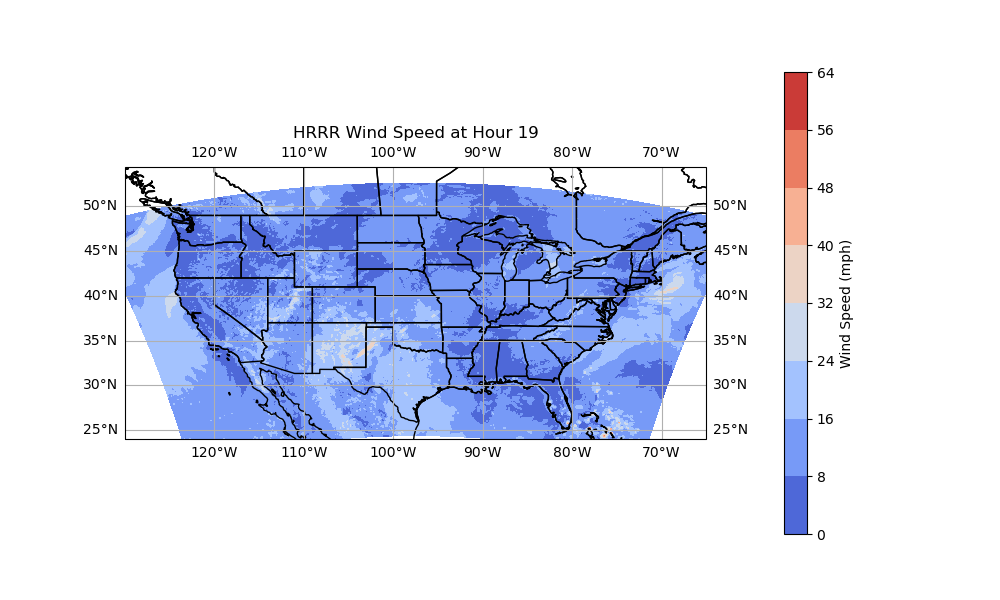 HRRR Wind Speed at Hour 19
120°W 110°W 100°W 90°W 80°W 70°W
50°N 50°N
45°N 45°N
40°N 40°N
35°N 35°N
30°N 30°N
25°N 25°N
120°W 110°W 100°W 90°W 80°W 70°W
64
56
48
40
32
24
16
8
0
Wind Speed (mph)